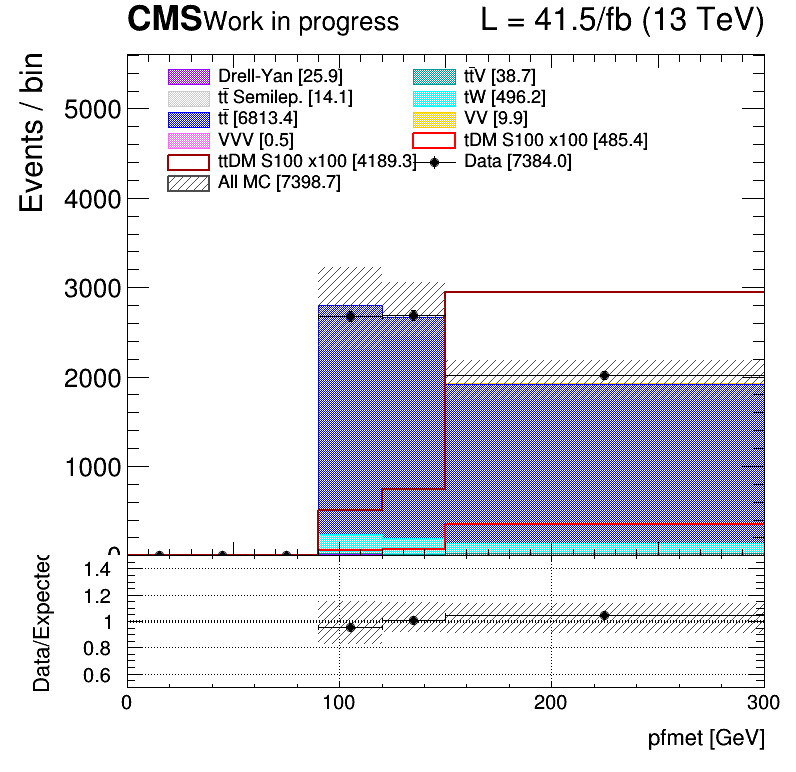 CMS Work in progress L = 41.5/fb (13 TeV)
Events / bin
Drell-Yan [25.9] tt̄V [38.7]
tt̄ Semilep. [14.1] tW [496.2]
tt̄ [6813.4] VV [9.9]
VVV [0.5] tDM S100 x100 [485.4]
ttDM S100 x100 [4189.3] Data [7384.0]
All MC [7398.7]
5000
4000
3000
2000
1000
0
Data/Expected
1.4
1.2
1
0.8
0.6
0 100 200 300
pfmet [GeV]